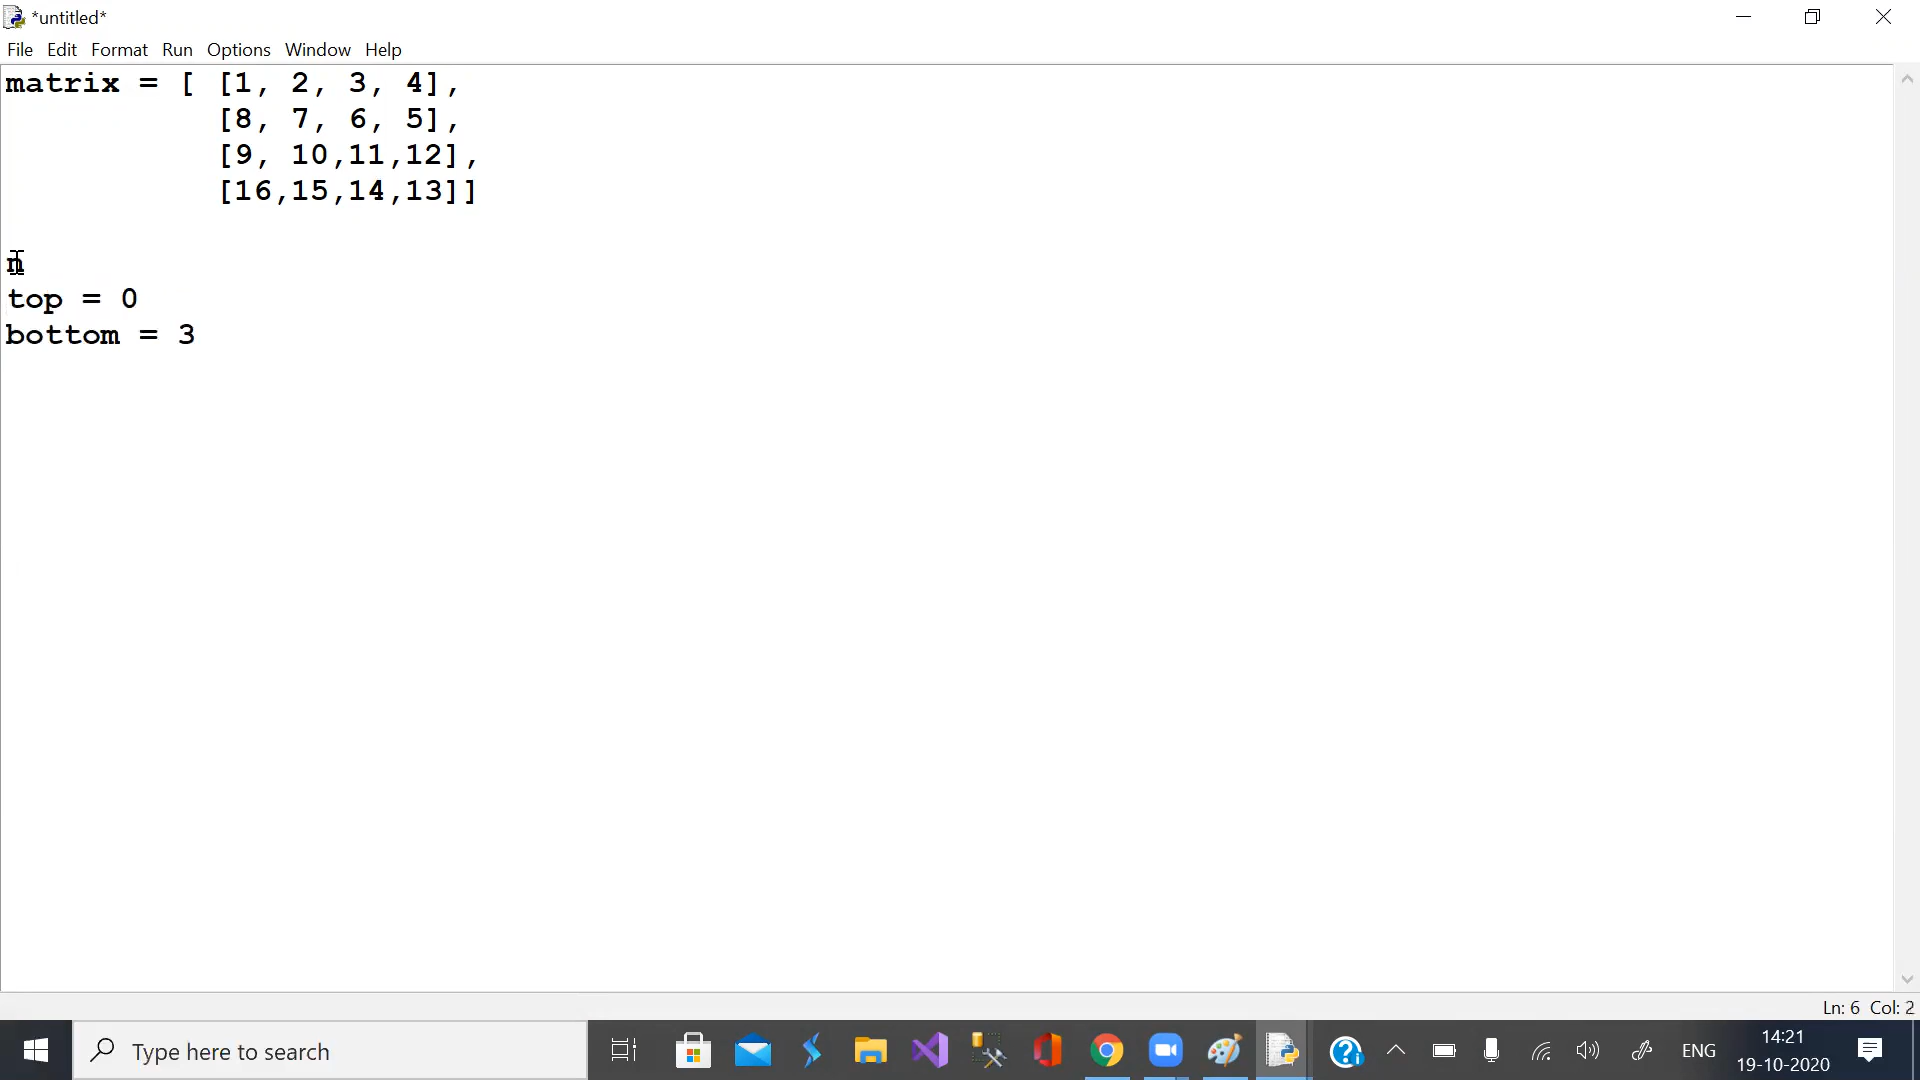 *untitled*
File Edit Format Run Options Window Help
matrix = [ [1, 2, 3, 4],
[8, 7, 6, 5],
[9, 10,11,12],
[16,15,14,13]]
n
top = 0
bottom = 3
Ln: 6 Col: 2
Type here to search
ENG
14:21
19-10-2020